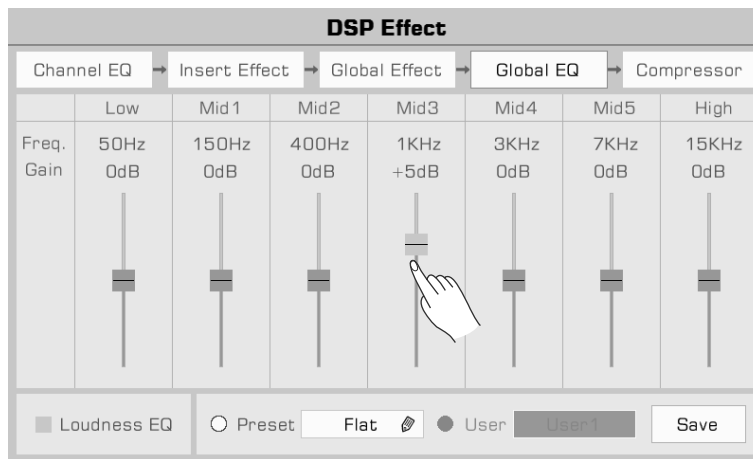 DSP Effect
Channel EQ Insert Effect Global Effect Global EQ Compressor
Low Mid1 Mid2 Mid3 Mid4 Mid5 High
Freq. 50Hz 150Hz 400Hz 1KHz 3KHz 7KHz 15KHz
Gain 0dB 0dB 0dB +5dB 0dB 0dB 0dB
Loudness EQ Preset Flat User User1 Save